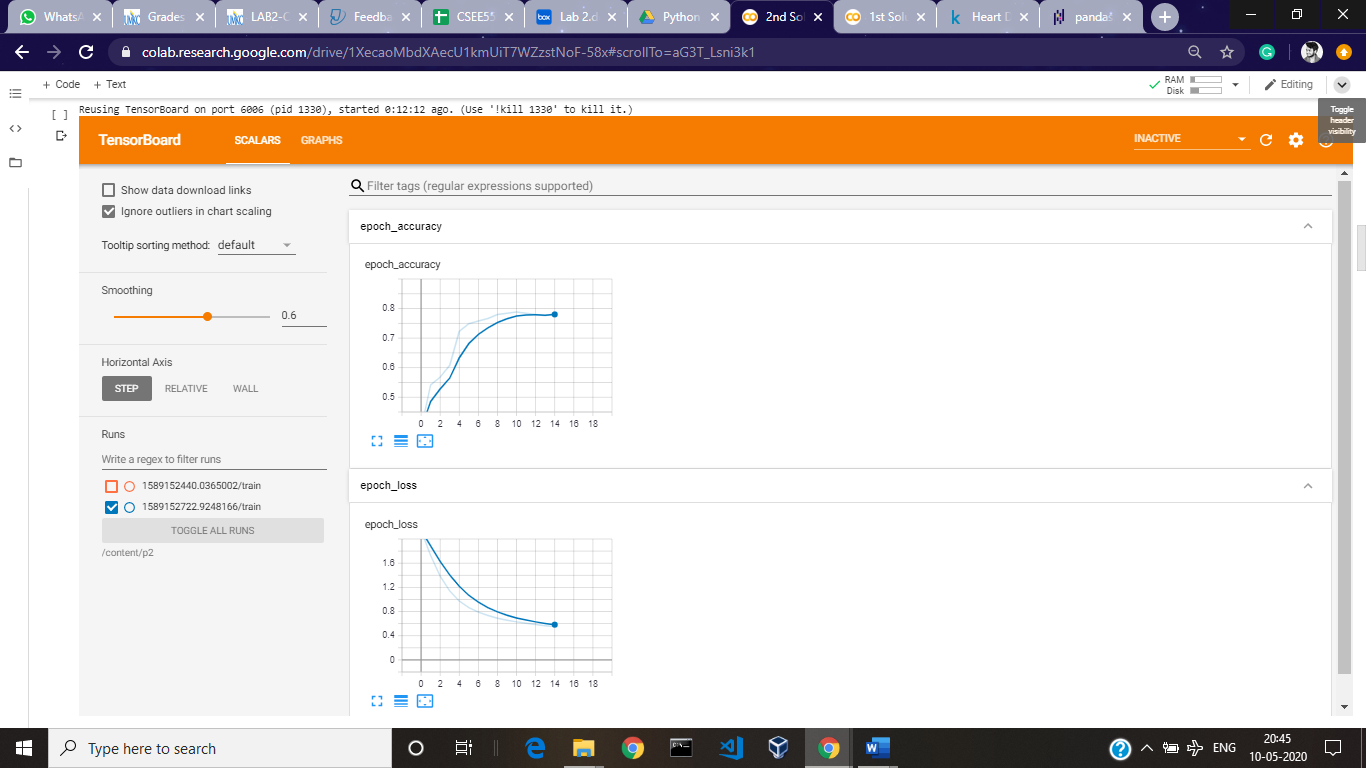 WhatsA
Grades
LAB2-C
Feedba
CSEE55
Lab 2.d
Python
2nd Sol
1st Solu
Heart D
pandas
colab.research.google.com/drive/1XecaoMbdXAecU1kmUiT7WZzstNoF-58x#scrollTo=aG3T_Lsni3k1
+ Code + Text
RAM
Disk
Editing
Toggle
header
visibility
[ ]
Reusing TensorBoard on port 6006 (pid 1330), started 0:12:12 ago. (Use '!kill 1330' to kill it.)
TensorBoard
SCALARS
GRAPHS
INACTIVE
Show data download links
Ignore outliers in chart scaling
Tooltip sorting method: default
Smoothing
0.6
Horizontal Axis
STEP RELATIVE WALL
Runs
Write a regex to filter runs
1589152440.0365002/train
1589152722.9248166/train
TOGGLE ALL RUNS
/content/p2
Filter tags (regular expressions supported)
epoch_accuracy
epoch_accuracy
0.8
0.7
0.6
0.5
0 2 4 6 8 10 12 14 16 18
epoch_loss
epoch_loss
1.6
1.2
0.8
0.4
0
0 2 4 6 8 10 12 14 16 18
Type here to search
ENG
20:45
10-05-2020